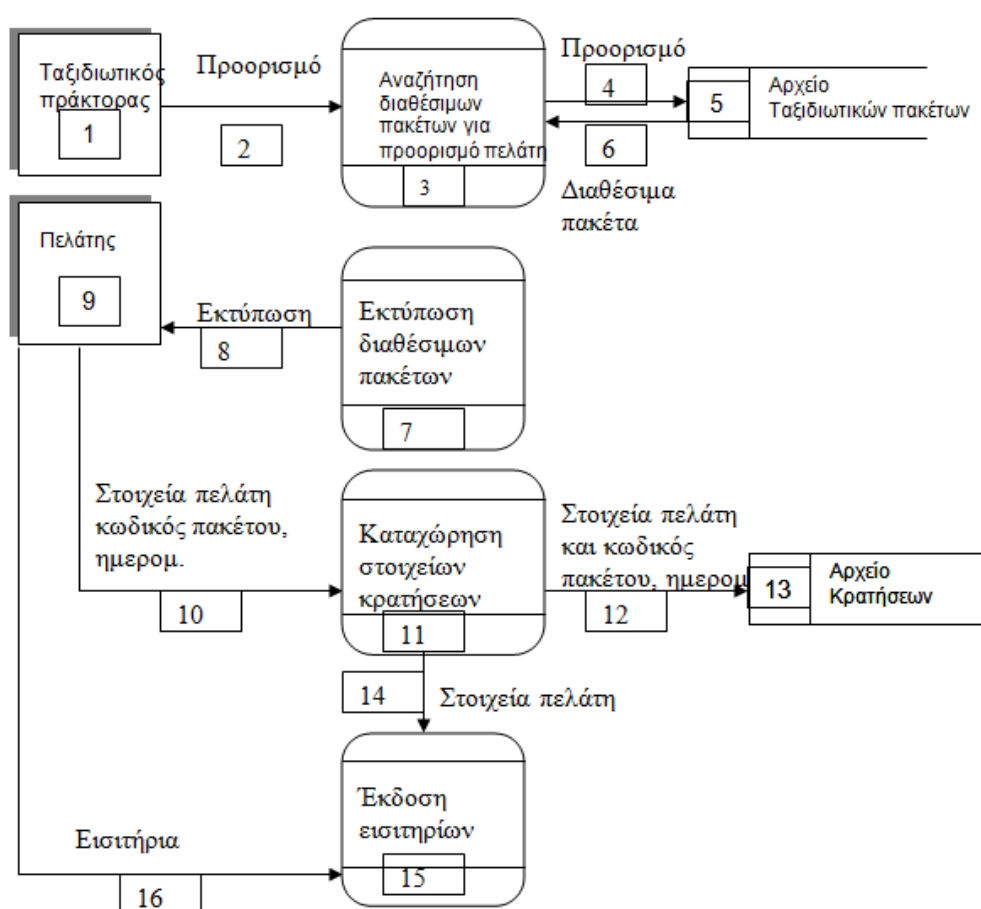 Ταξιδιωτικός
πράκτορας
1
Προορισμό
2
Αναζήτηση
διαθέσιμων
πακέτων για
προορισμό πελάτη
3
Προορισμό
4
5
Αρχείο
Ταξιδιωτικών πακέτων
6
Διαθέσιμα
πακέτα
Πελάτης
9
Εκτύπωση
8
Εκτύπωση
διαθέσιμων
πακέτων
7
Στοιχεία πελάτη
κωδικός πακέτου,
ημερομ.
10
Καταχώρηση
στοιχείων
κρατήσεων
11
Στοιχεία πελάτη
και κωδικός
πακέτου, ημερομ
12
13
Αρχείο
Κρατήσεων
14
Στοιχεία πελάτη
Έκδοση
εισιτηρίων
15
Εισιτήρια
16